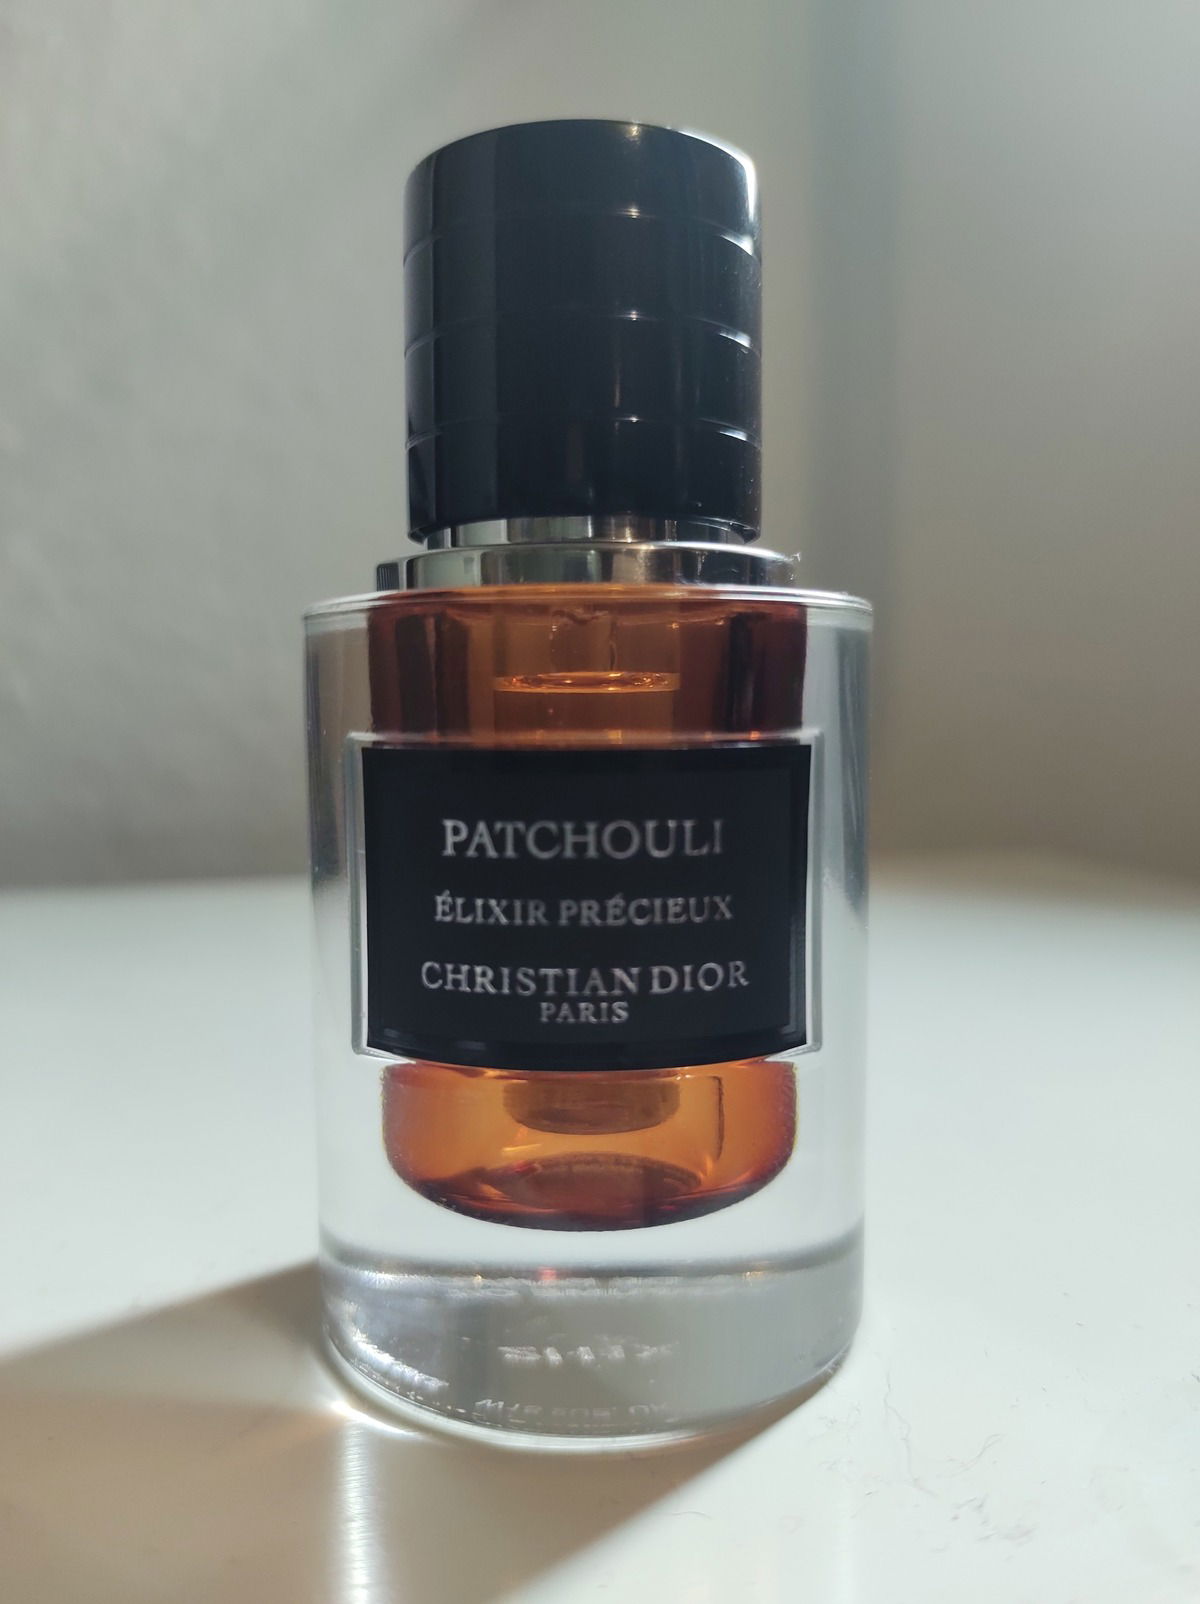 PATCHOULI
ÉLIXIR PRÉCIEUX
CHRISTIAN DIOR
PARIS